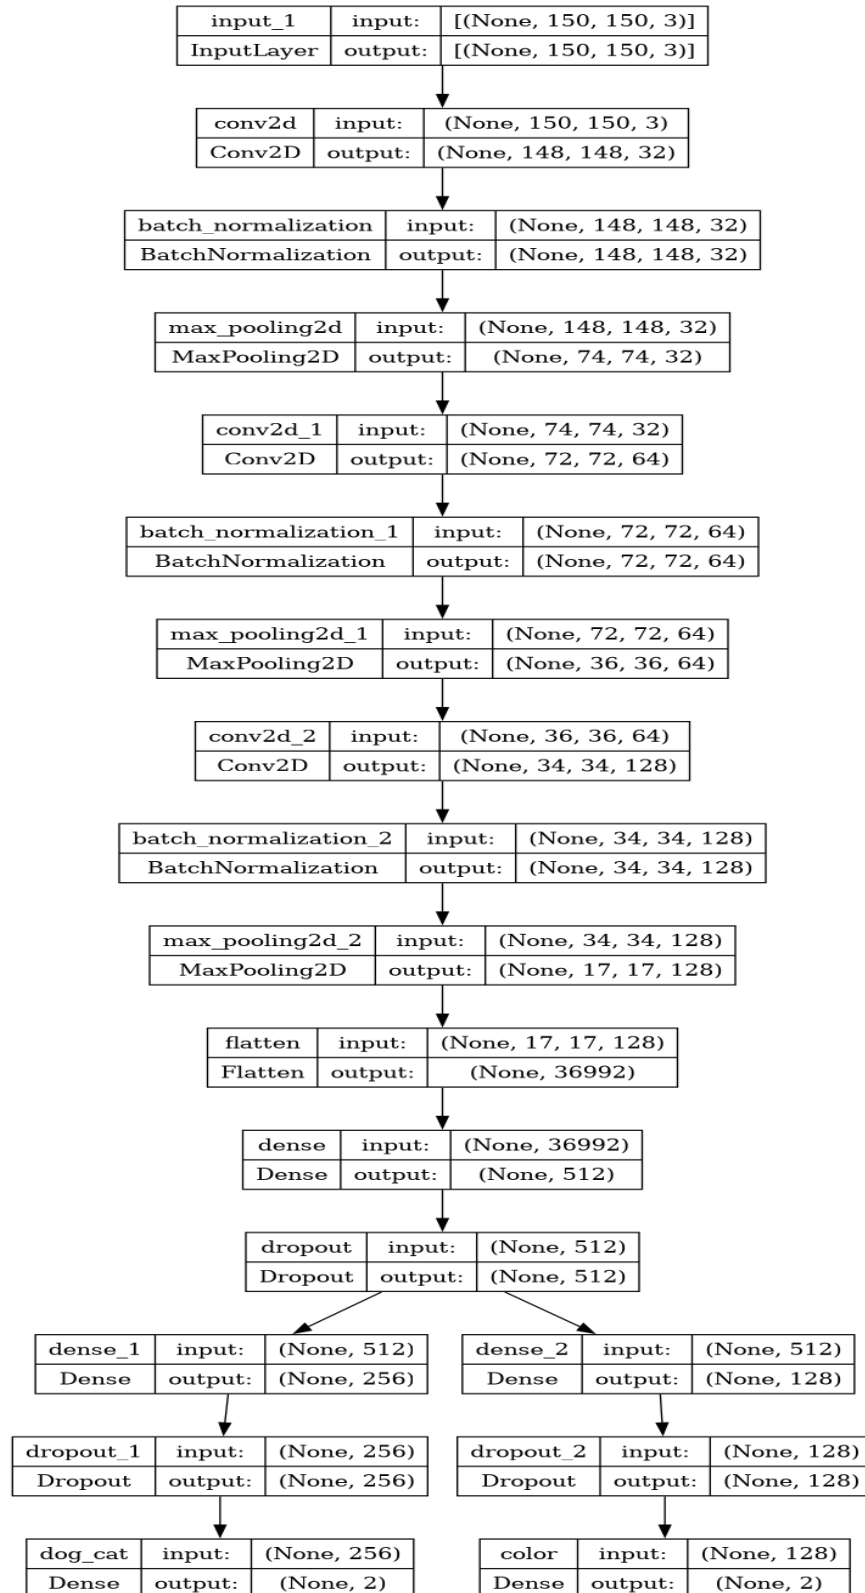 input_1 input: [(None, 150, 150, 3)]
InputLayer output: [(None, 150, 150, 3)]
conv2d input: (None, 150, 150, 3)
Conv2D output: (None, 148, 148, 32)
batch_normalization input: (None, 148, 148, 32)
BatchNormalization output: (None, 148, 148, 32)
max_pooling2d input: (None, 148, 148, 32)
MaxPooling2D output: (None, 74, 74, 32)
conv2d_1 input: (None, 74, 74, 32)
Conv2D output: (None, 72, 72, 64)
batch_normalization_1 input: (None, 72, 72, 64)
BatchNormalization output: (None, 72, 72, 64)
max_pooling2d_1 input: (None, 72, 72, 64)
MaxPooling2D output: (None, 36, 36, 64)
conv2d_2 input: (None, 36, 36, 64)
Conv2D output: (None, 34, 34, 128)
batch_normalization_2 input: (None, 34, 34, 128)
BatchNormalization output: (None, 34, 34, 128)
max_pooling2d_2 input: (None, 34, 34, 128)
MaxPooling2D output: (None, 17, 17, 128)
flatten input: (None, 17, 17, 128)
Flatten output: (None, 36992)
dense input: (None, 36992)
Dense output: (None, 512)
dropout input: (None, 512)
Dropout output: (None, 512)
dense_1 input: (None, 512)
Dense output: (None, 256)
dense_2 input: (None, 512)
Dense output: (None, 128)
dropout_1 input: (None, 256)
Dropout output: (None, 256)
dropout_2 input: (None, 128)
Dropout output: (None, 128)
dog_cat input: (None, 256)
Dense output: (None, 2)
color input: (None, 128)
Dense output: (None, 2)